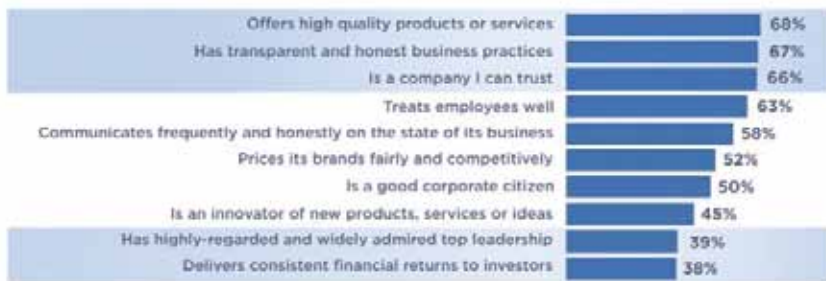 Offers high quality products or services 68%
Has transparent and honest business practices 67%
Is a company I can trust 66%
Treats employees well 63%
Communicates frequently and honestly on the state of its business 58%
Prices its brands fairly and competitively 52%
Is a good corporate citizen 50%
Is an innovator of new products, services or ideas 45%
Has highly-regarded and widely admired top leadership 39%
Delivers consistent financial returns to investors 38%